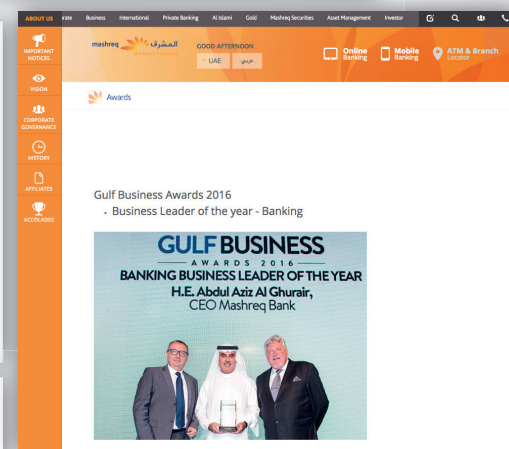 ABOUT US
rate Business International Private Banking Al Islami Gold Mashreq Securities Asset Management Investor
IMPORTANT
NOTICES
VISION
CORPORATE
GOVERNANCE
HISTORY
AFFILIATES
ACCOLADES
mashreq المشرق
GOOD AFTERNOON
UAE عربي
Online
Banking
Mobile
Banking
ATM & Branch
Locator
Awards
Gulf Business Awards 2016
· Business Leader of the year - Banking
GULF BUSINESS
AWARDS 2016
BANKING BUSINESS LEADER OF THE YEAR
H.E. Abdul Aziz Al Ghurair,
CEO Mashreq Bank